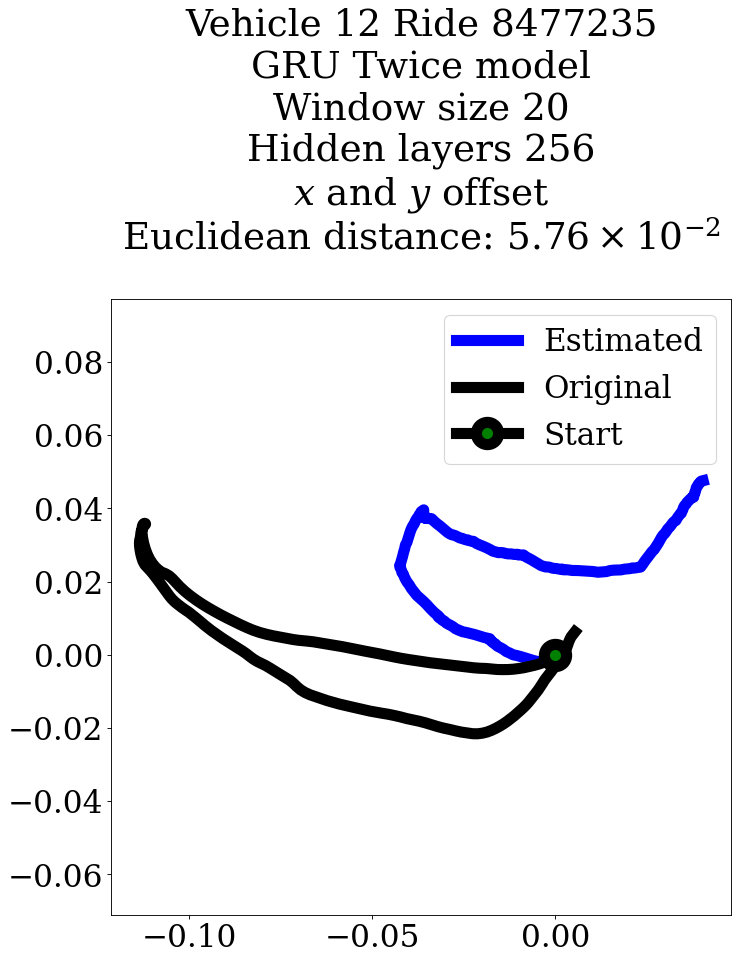 Vehicle 12 Ride 8477235
GRU Twice model
Window size 20
Hidden layers 256
x and y offset
Euclidean distance: 5.76 × 10⁻²
Estimated
Original
Start
0.08
0.06
0.04
0.02
0.00
−0.02
−0.04
−0.06
−0.10
−0.05
0.00